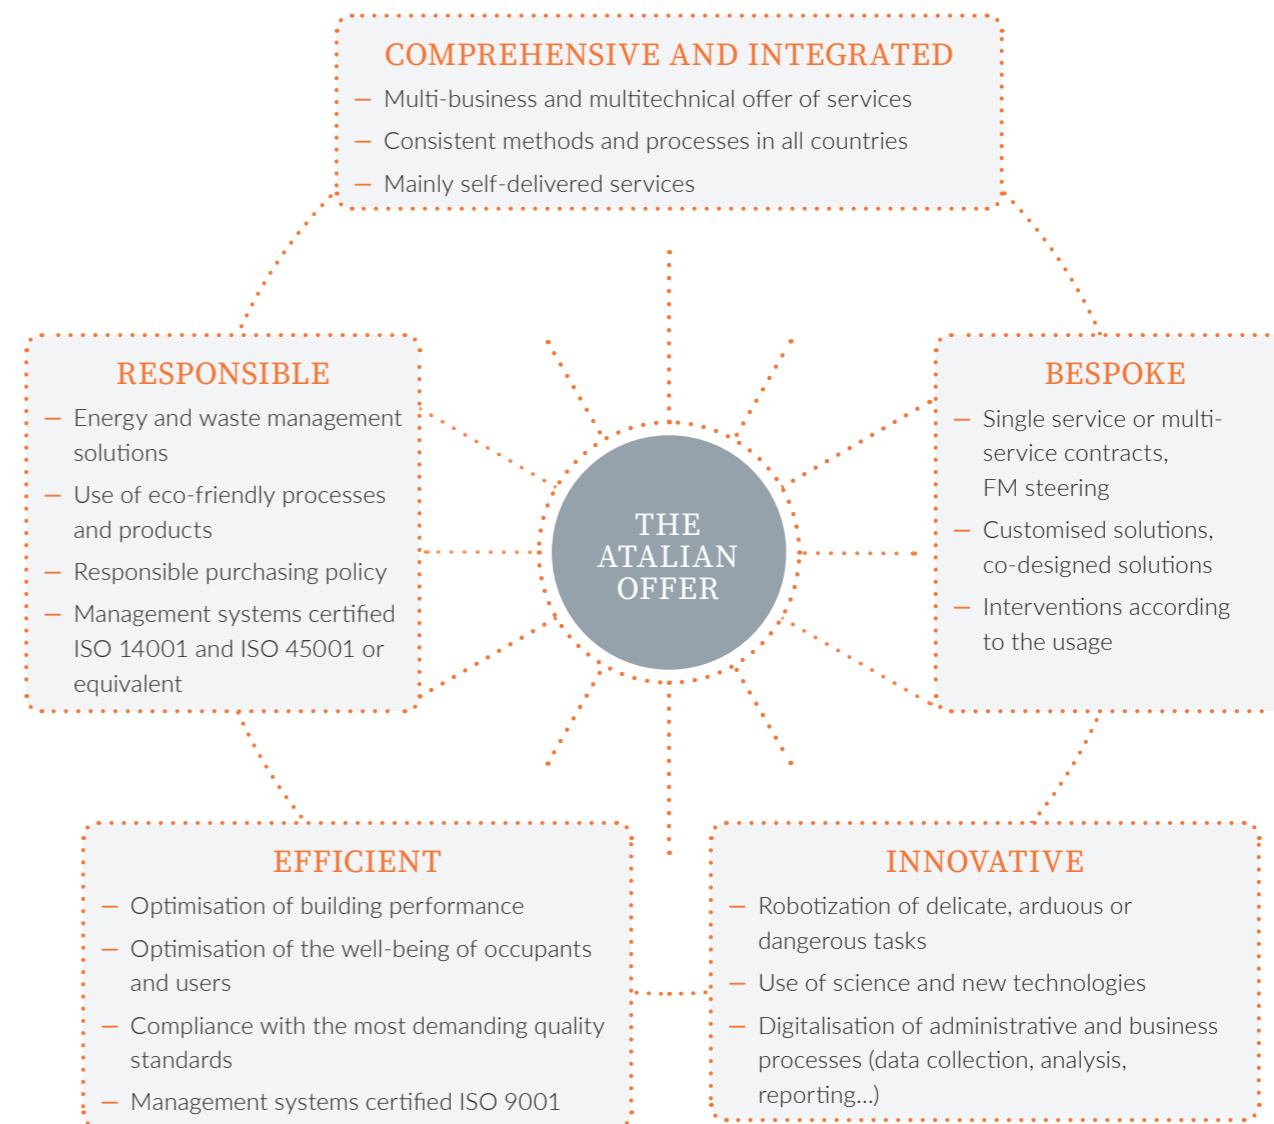 COMPREHENSIVE AND INTEGRATED
— Multi-business and multitechnical offer of services
— Consistent methods and processes in all countries
— Mainly self-delivered services
RESPONSIBLE
— Energy and waste management
solutions
— Use of eco-friendly processes
and products
— Responsible purchasing policy
— Management systems certified
ISO 14001 and ISO 45001 or
equivalent
THE
ATALIAN
OFFER
BESPOKE
— Single service or multi-
service contracts,
FM steering
— Customised solutions,
co-designed solutions
— Interventions according
to the usage
EFFICIENT
— Optimisation of building performance
— Optimisation of the well-being of occupants
and users
— Compliance with the most demanding quality
standards
— Management systems certified ISO 9001
INNOVATIVE
— Robotization of delicate, arduous or
dangerous tasks
— Use of science and new technologies
— Digitalisation of administrative and business
processes (data collection, analysis,
reporting...)